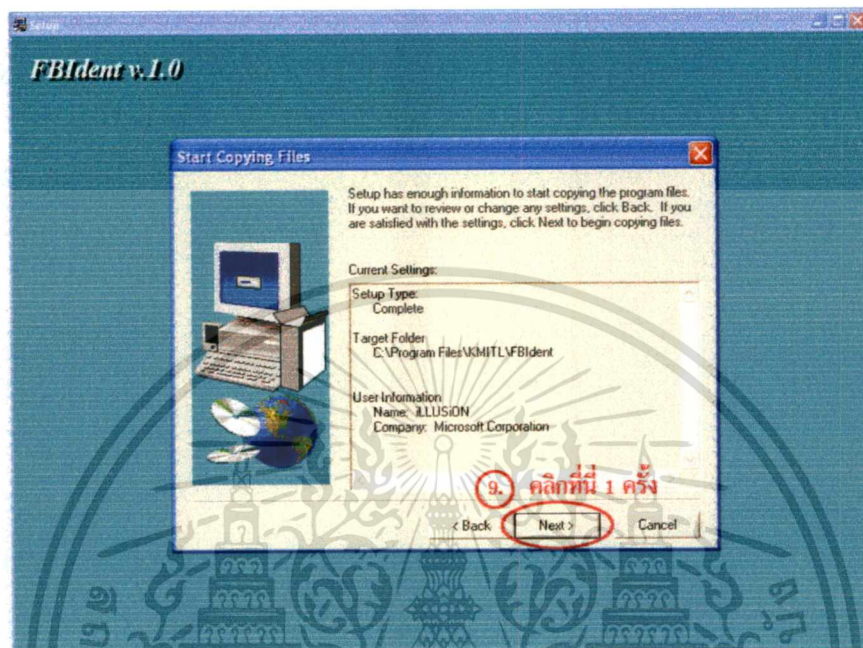 Setup
FBIdent v.1.0
Start Copying Files
Setup has enough information to start copying the program files.
If you want to review or change any settings, click Back. If you
are satisfied with the settings, click Next to begin copying files.
Current Settings:
Setup Type:
Complete
Target Folder
C:\Program Files\KMITL\FBIdent
User Information
Name: iLLUSiON
Company: Microsoft Corporation
9. คลิกที่นี่ 1 ครั้ง
< Back
Next >
Cancel